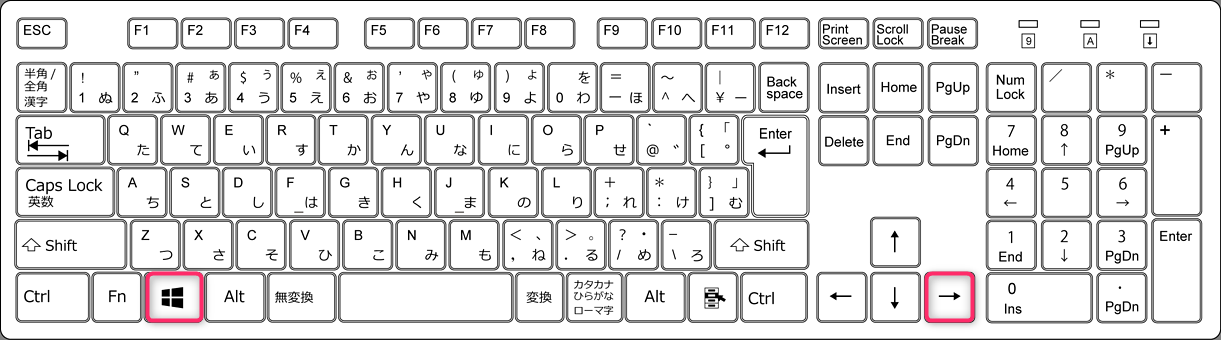 ESC F1 F2 F3 F4 F5 F6 F7 F8 F9 F10 F11 F12 Print Screen Scroll Lock Pause Break 9 A ⬇
半角/全角 漢字 ! 1 ぬ " 2 ふ # ぁ 3 あ $ ぅ 4 う % ぇ 5 え & ぉ 6 お ' ゃ 7 や ( ゅ 8 ゆ ) ょ 9 よ を 0 わ = ー ほ ～ ^ へ | ¥ ー Back space Insert Home PgUp Num Lock ／ * ー
Tab Q た W て E い R す T か Y ん U な I に O ら P せ ` @ ゛ { 「 [ ° Enter Delete End PgDn 7 Home 8 ↑ 9 PgUp +
Caps Lock 英数 A ち S と D し F _は G き H く J _ま K の L り + ; れ * : け } 」 ] む 4 ← 5 6 →
Shift Z つ X さ C そ V ひ B こ N み M も < 、 , ね > 。 . る ? ・ / め _ \ ろ Shift ↑ 1 End 2 ↓ 3 PgDn Enter
Ctrl Fn Alt 無変換 変換 カタカナ ひらがな ローマ字 Alt Ctrl ← ↓ → 0 Ins . PgDn